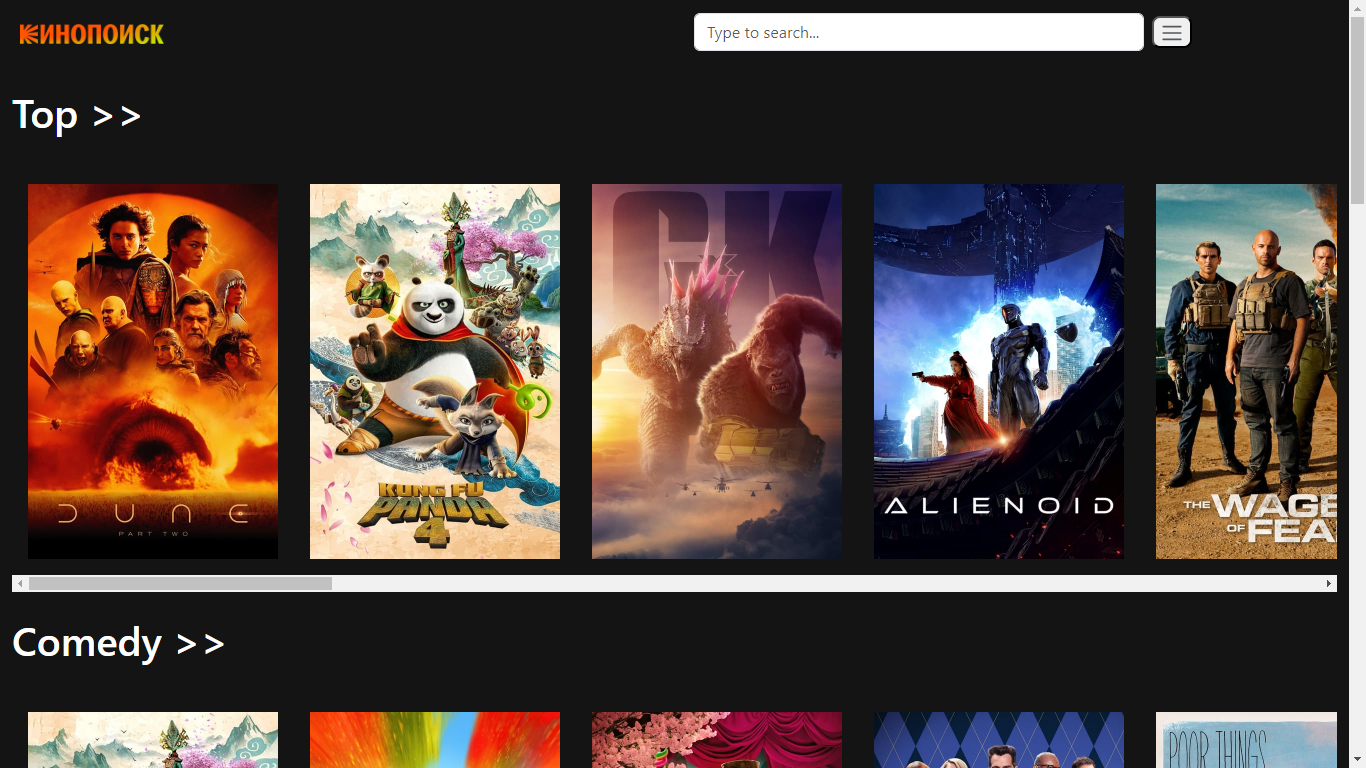 КИНОПОИСК
Type to search...
Top >>
DUNE
PART TWO
KUNG FU
PANDA
4
GK
ALIENOID
THE WAGE
OF FEA
Comedy >>
POOR THINGS